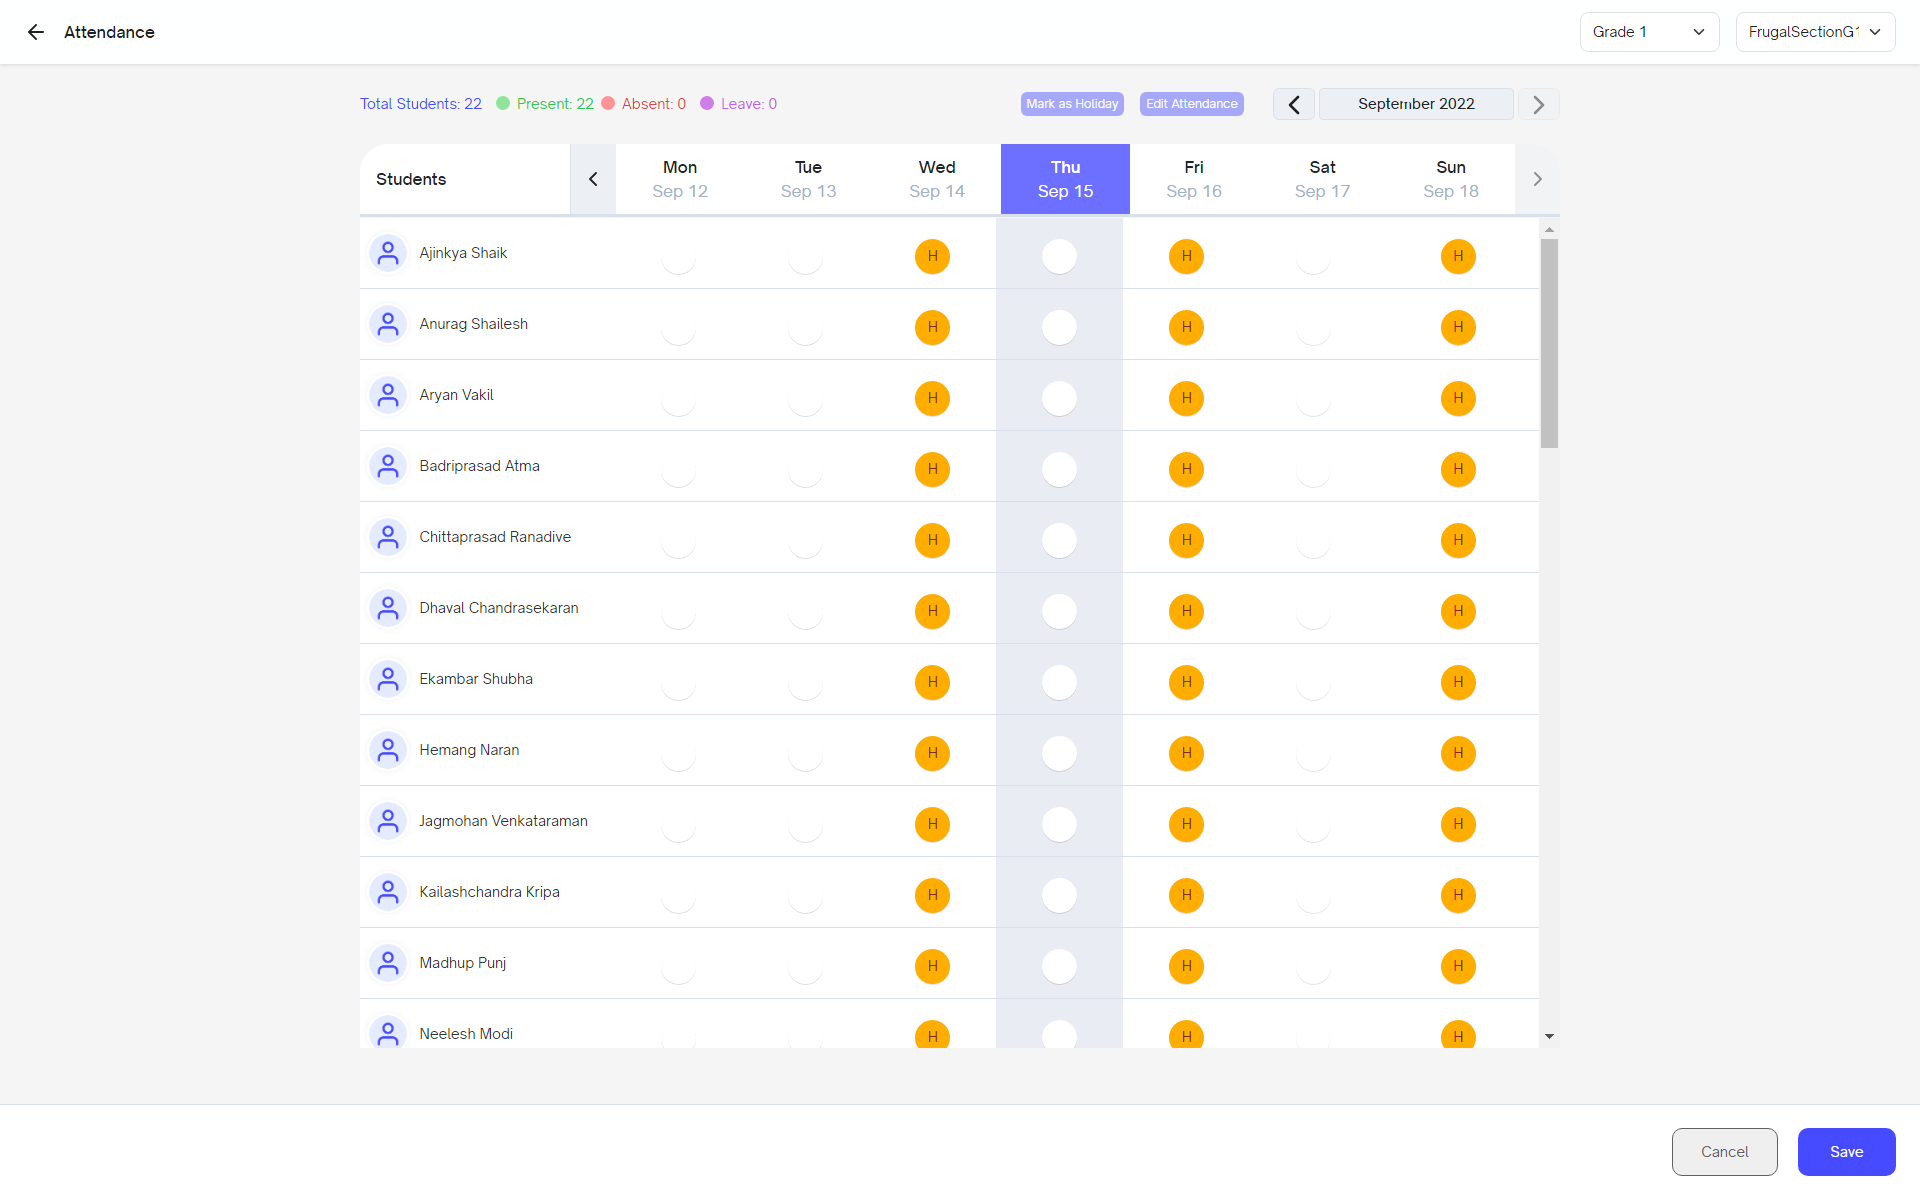 Attendance
Grade 1
FrugalSectionG1
Total Students: 22 Present: 22 Absent: 0 Leave: 0
Mark as Holiday
Edit Attendance
September 2022
Students
Mon Tue Wed Thu Fri Sat Sun
Sep 12 Sep 13 Sep 14 Sep 15 Sep 16 Sep 17 Sep 18
Ajinkya Shaik H H H
Anurag Shailesh H H H
Aryan Vakil H H H
Badriprasad Atma H H H
Chittaprasad Ranadive H H H
Dhaval Chandrasekaran H H H
Ekambar Shubha H H H
Hemang Naran H H H
Jagmohan Venkataraman H H H
Kailashchandra Kripa H H H
Madhup Punj H H H
Neelesh Modi H H H
Cancel
Save